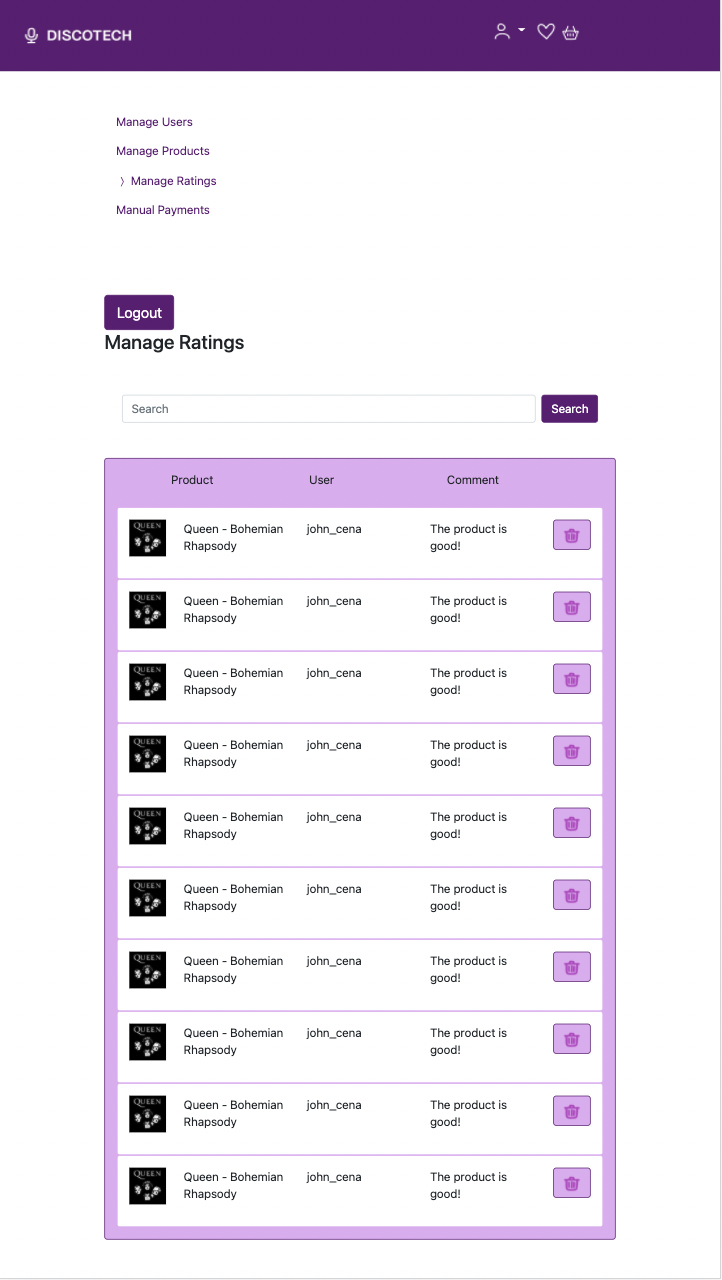 DISCOTECH
Manage Users
Manage Products
〉 Manage Ratings
Manual Payments
Logout
Manage Ratings
Search Search
Product User Comment
QUEEN
Queen - Bohemian john_cena The product is
Rhapsody good!
QUEEN
Queen - Bohemian john_cena The product is
Rhapsody good!
QUEEN
Queen - Bohemian john_cena The product is
Rhapsody good!
QUEEN
Queen - Bohemian john_cena The product is
Rhapsody good!
QUEEN
Queen - Bohemian john_cena The product is
Rhapsody good!
QUEEN
Queen - Bohemian john_cena The product is
Rhapsody good!
QUEEN
Queen - Bohemian john_cena The product is
Rhapsody good!
QUEEN
Queen - Bohemian john_cena The product is
Rhapsody good!
QUEEN
Queen - Bohemian john_cena The product is
Rhapsody good!
QUEEN
Queen - Bohemian john_cena The product is
Rhapsody good!